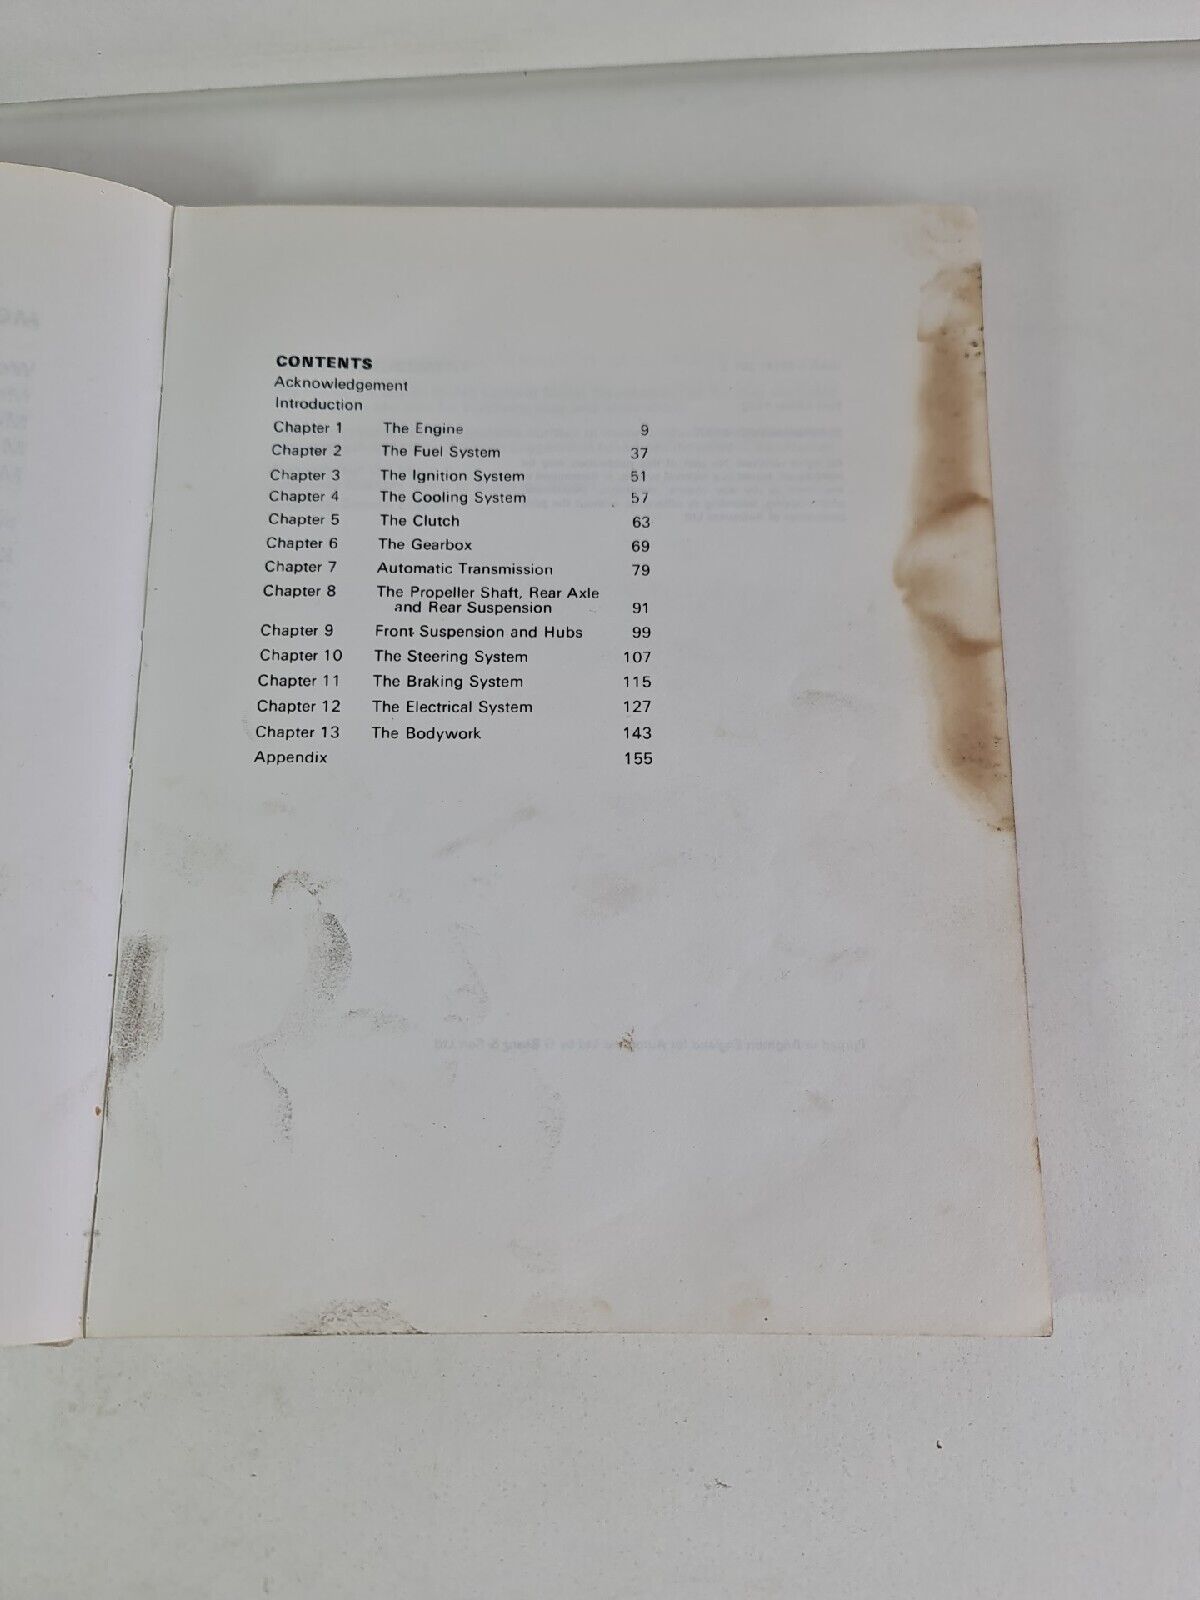 CONTENTS
Acknowledgement
Introduction
Chapter 1 The Engine 9
Chapter 2 The Fuel System 37
Chapter 3 The Ignition System 51
Chapter 4 The Cooling System 57
Chapter 5 The Clutch 63
Chapter 6 The Gearbox 69
Chapter 7 Automatic Transmission 79
Chapter 8 The Propeller Shaft, Rear Axle
and Rear Suspension 91
Chapter 9 Front Suspension and Hubs 99
Chapter 10 The Steering System 107
Chapter 11 The Braking System 115
Chapter 12 The Electrical System 127
Chapter 13 The Bodywork 143
Appendix 155